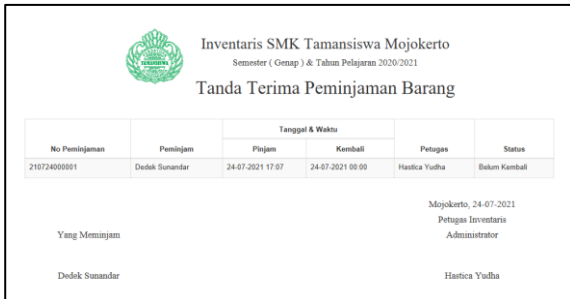 TAMANSISWA
Inventaris SMK Tamansiswa Mojokerto
Semester ( Genap ) & Tahun Pelajaran 2020/2021
Tanda Terima Peminjaman Barang
Tanggal & Waktu
No Peminjaman Peminjam Pinjam Kembali Petugas Status
210724000001 Dedek Sunandar 24-07-2021 17:07 24-07-2021 00:00 Hastica Yudha Belum Kembali
Mojokerto, 24-07-2021
Petugas Inventaris
Yang Meminjam Administrator
Dedek Sunandar Hastica Yudha